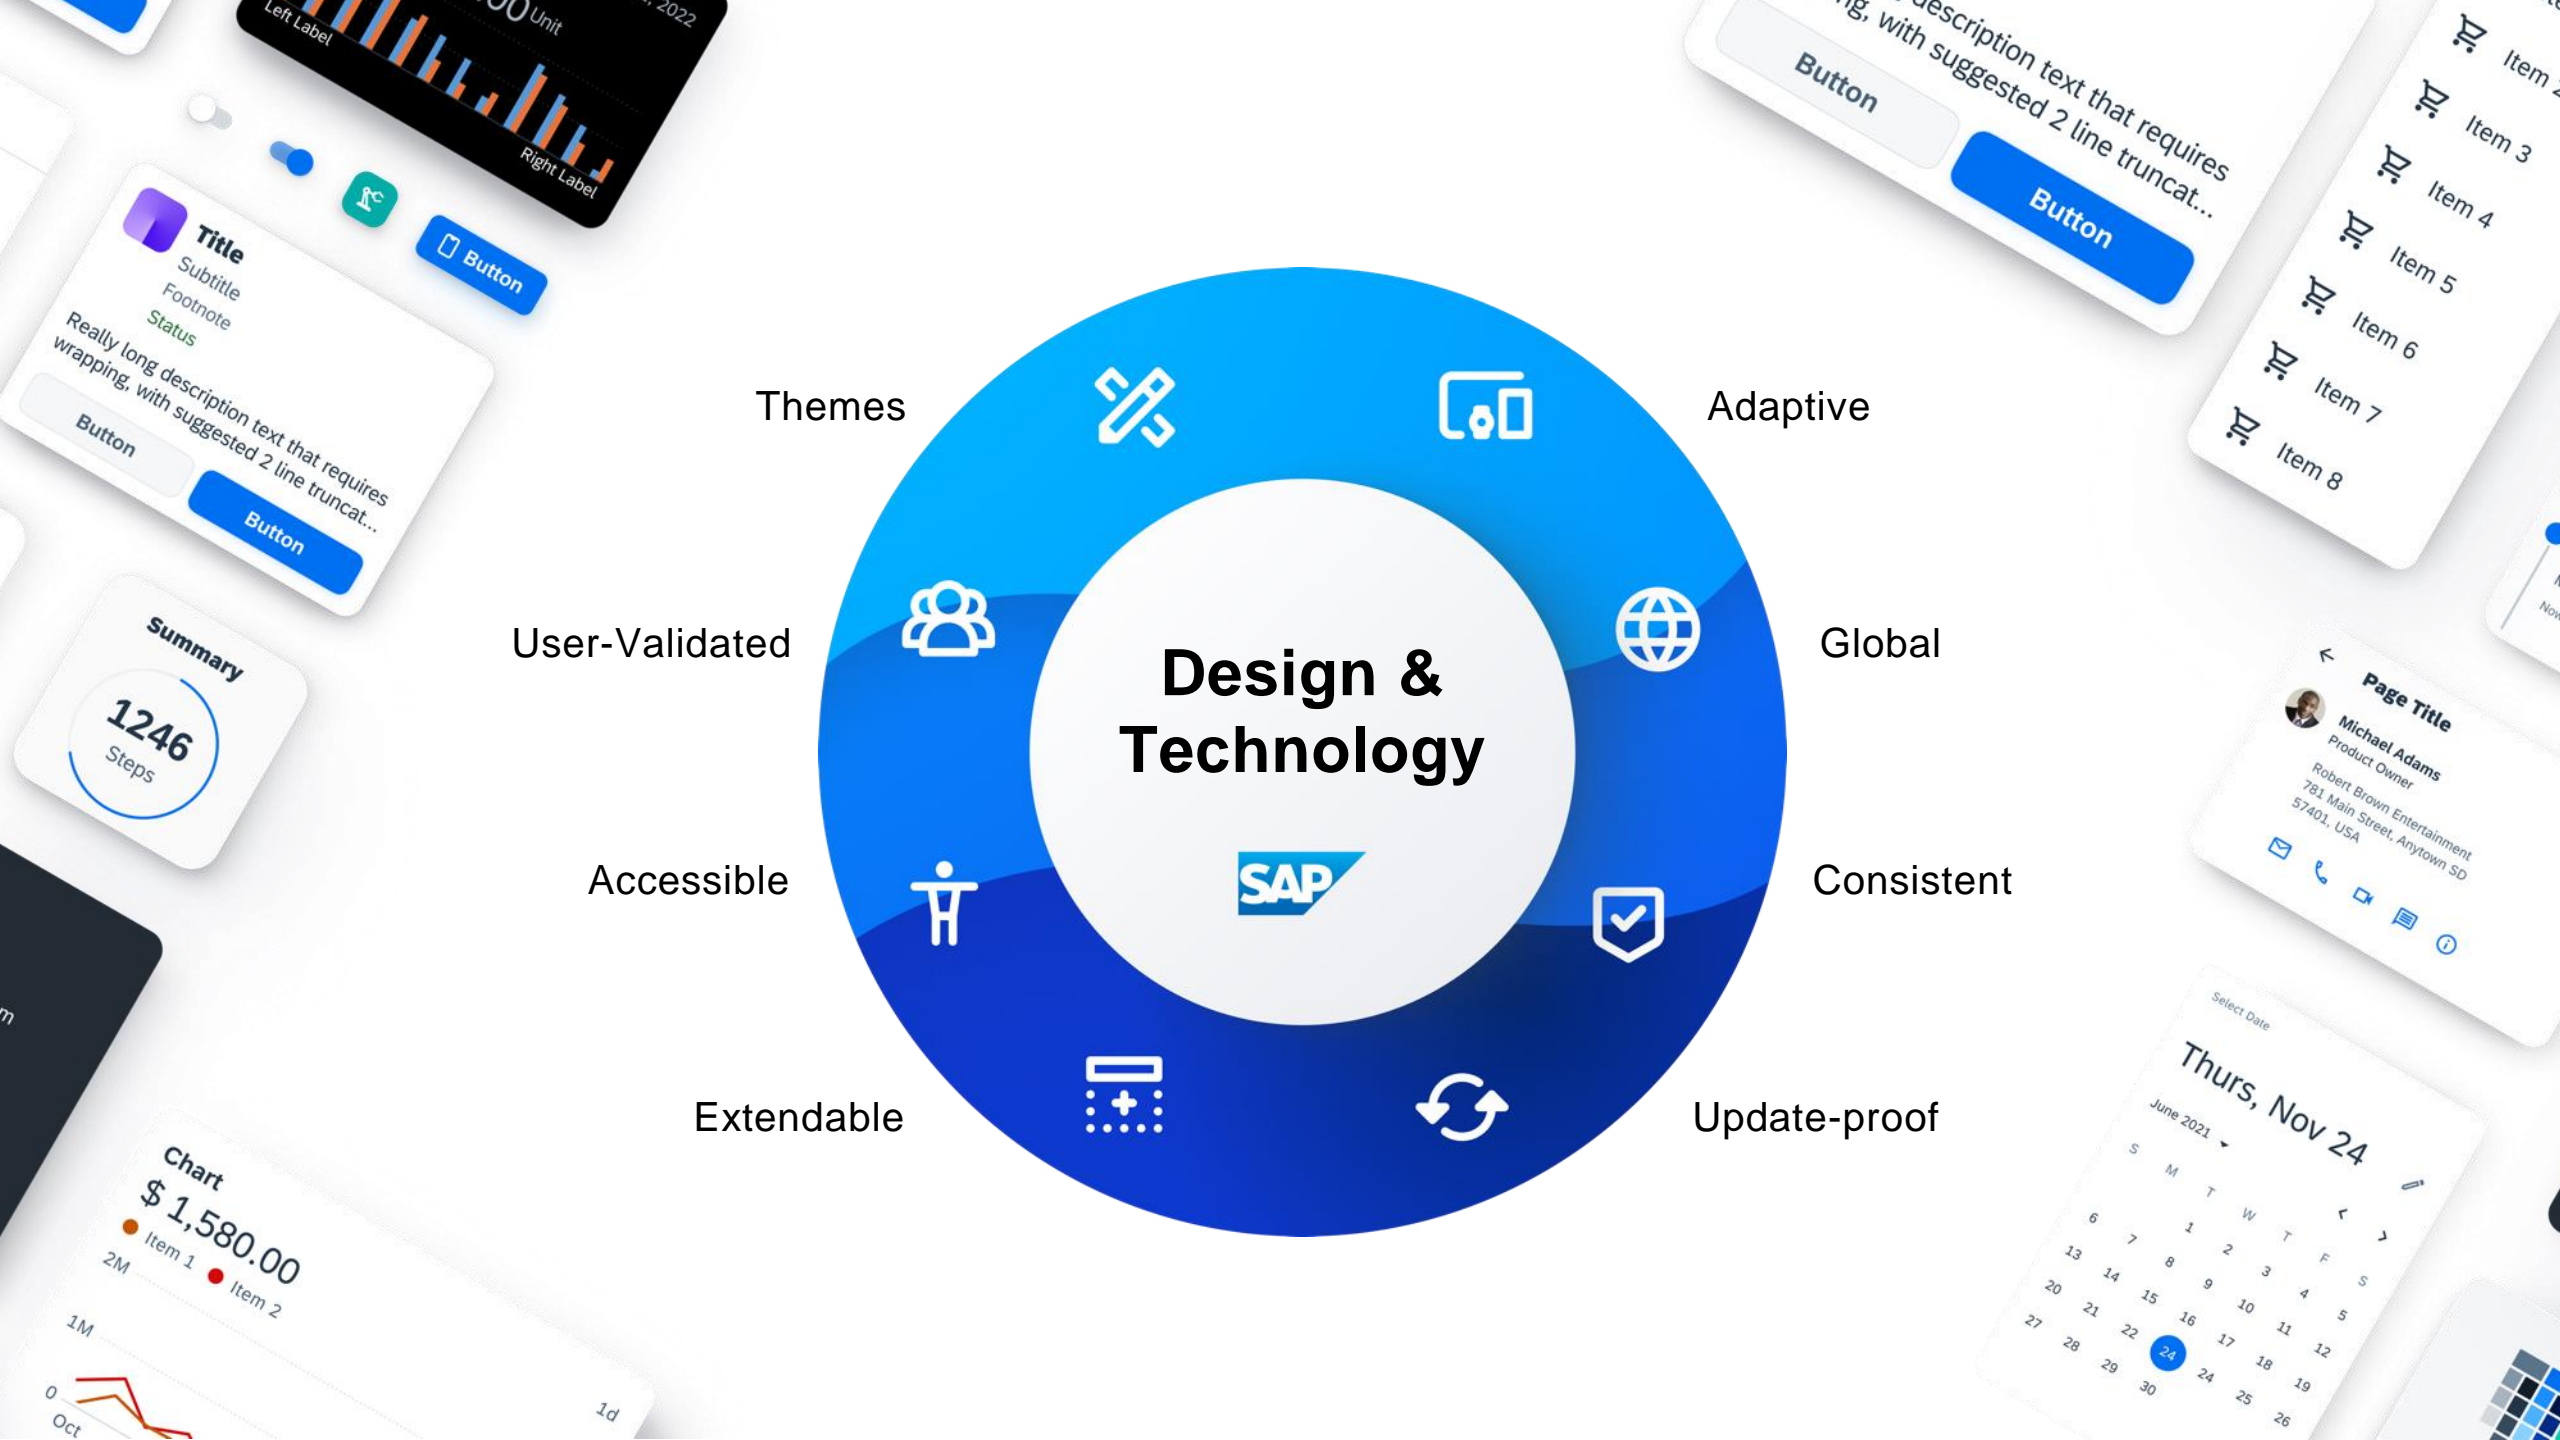 Unit
2022
Left Label
Right Label
Title
Subtitle
Footnote
Status
Really long description text that requires
wrapping, with suggested 2 line truncat...
Button
Button
Button
Summary
1246
Steps
Chart
$ 1,580.00
Item 1
Item 2
2M
1M
0
Oct
1d
Themes
User-Validated
Accessible
Extendable
Design &
Technology
SAP
Adaptive
Global
Consistent
Update-proof
description text that requires
with suggested 2 line truncat...
Button
Button
Item 2
Item 3
Item 4
Item 5
Item 6
Item 7
Item 8
Page Title
Michael Adams
Product Owner
Robert Brown Entertainment
781 Main Street, Anytown SD
57401, USA
Select Date
Thurs, Nov 24
June 2021
S M T W T F S
1 2 3 4 5
6 7 8 9 10 11 12
13 14 15 16 17 18 19
20 21 22 24 24 25 26
27 28 29 30